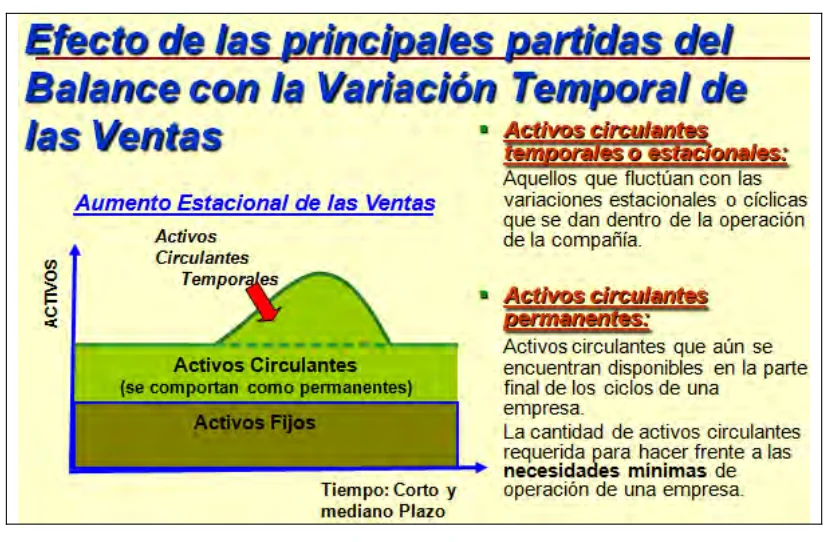 Efecto de las principales partidas del
Balance con la Variación Temporal de
las Ventas
Aumento Estacional de las Ventas
Activos
Circulantes
Temporales
ACTIVOS
Activos Circulantes
(se comportan como permanentes)
Activos Fijos
Tiempo: Corto y
mediano Plazo
▪ Activos circulantes
temporales o estacionales:
Aquellos que fluctúan con las
variaciones estacionales o cíclicas
que se dan dentro de la operación
de la compañía.
▪ Activos circulantes
permanentes:
Activos circulantes que aún se
encuentran disponibles en la parte
final de los ciclos de una
empresa.
La cantidad de activos circulantes
requerida para hacer frente a las
necesidades mínimas de
operación de una empresa.